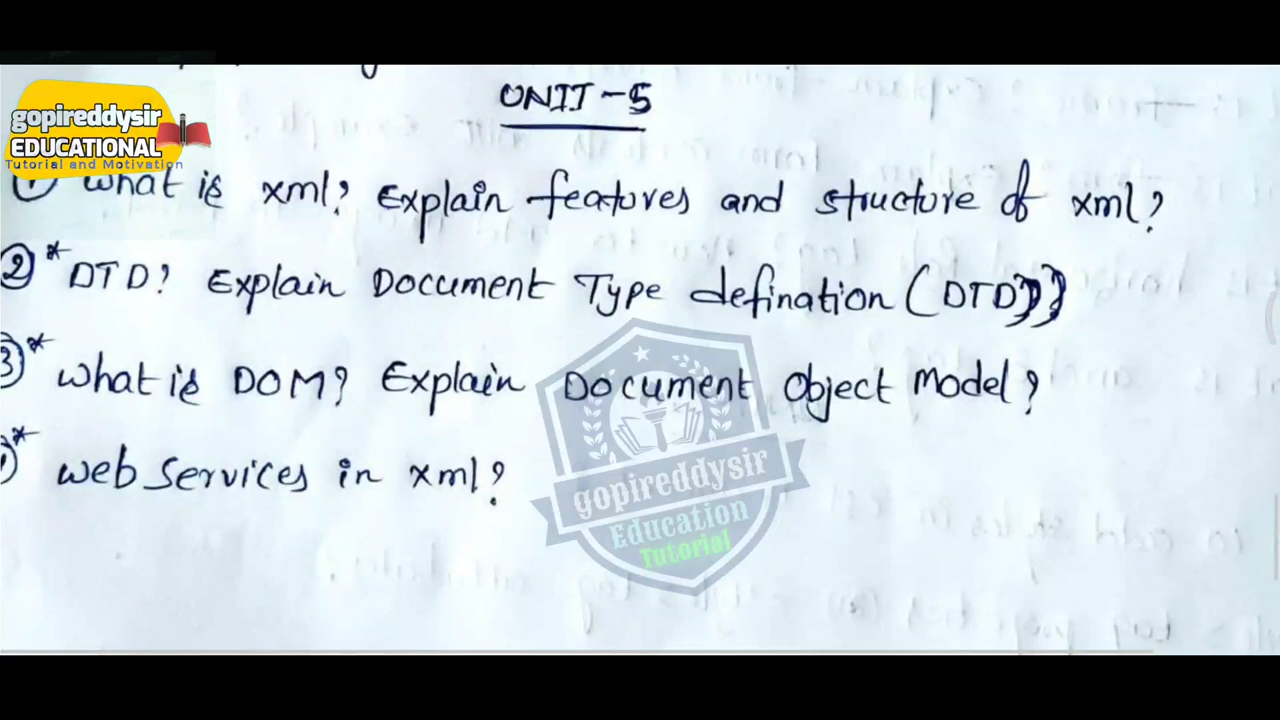 UNIT-5
gopireddysir
EDUCATIONAL
Tutorial and Motivation
① what is xml? Explain features and structure of xml?
②* DTD? Explain Document Type defination (DTD)?
③* what is DOM? Explain Document Object Model?
* web services in xml?
gopireddysir
Education
Tutorial